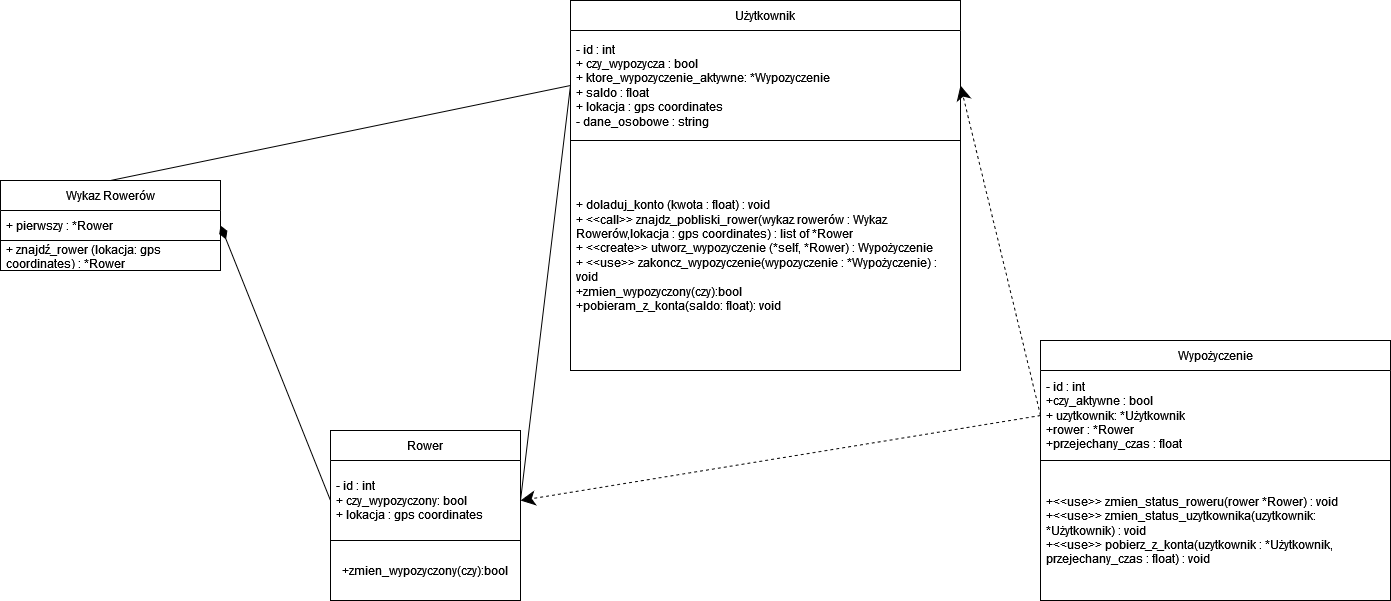 Użytkownik
- id : int
+ czy_wypozycza : bool
+ ktore_wypozyczenie_aktywne: *Wypozyczenie
+ saldo : float
+ lokacja : gps coordinates
- dane_osobowe : string
+ doladuj_konto (kwota : float) : void
+ <<call>> znajdz_pobliski_rower(wykaz rowerów : Wykaz
Rowerów,lokacja : gps coordinates) : list of *Rower
+ <<create>> utworz_wypozyczenie (*self, *Rower) : Wypożyczenie
+ <<use>> zakoncz_wypozyczenie(wypozyczenie : *Wypożyczenie) :
void
+zmien_wypozyczony(czy):bool
+pobieram_z_konta(saldo: float): void
Wykaz Rowerów
+ pierwszy : *Rower
+ znajdź_rower (lokacja: gps
coordinates) : *Rower
Rower
- id : int
+ czy_wypozyczony: bool
+ lokacja : gps coordinates
+zmien_wypozyczony(czy):bool
Wypożyczenie
- id : int
+czy_aktywne : bool
+ uzytkownik: *Użytkownik
+rower : *Rower
+przejechany_czas : float
+<<use>> zmien_status_roweru(rower *Rower) : void
+<<use>> zmien_status_uzytkownika(uzytkownik:
*Użytkownik) : void
+<<use>> pobierz_z_konta(uzytkownik : *Użytkownik,
przejechany_czas : float) : void